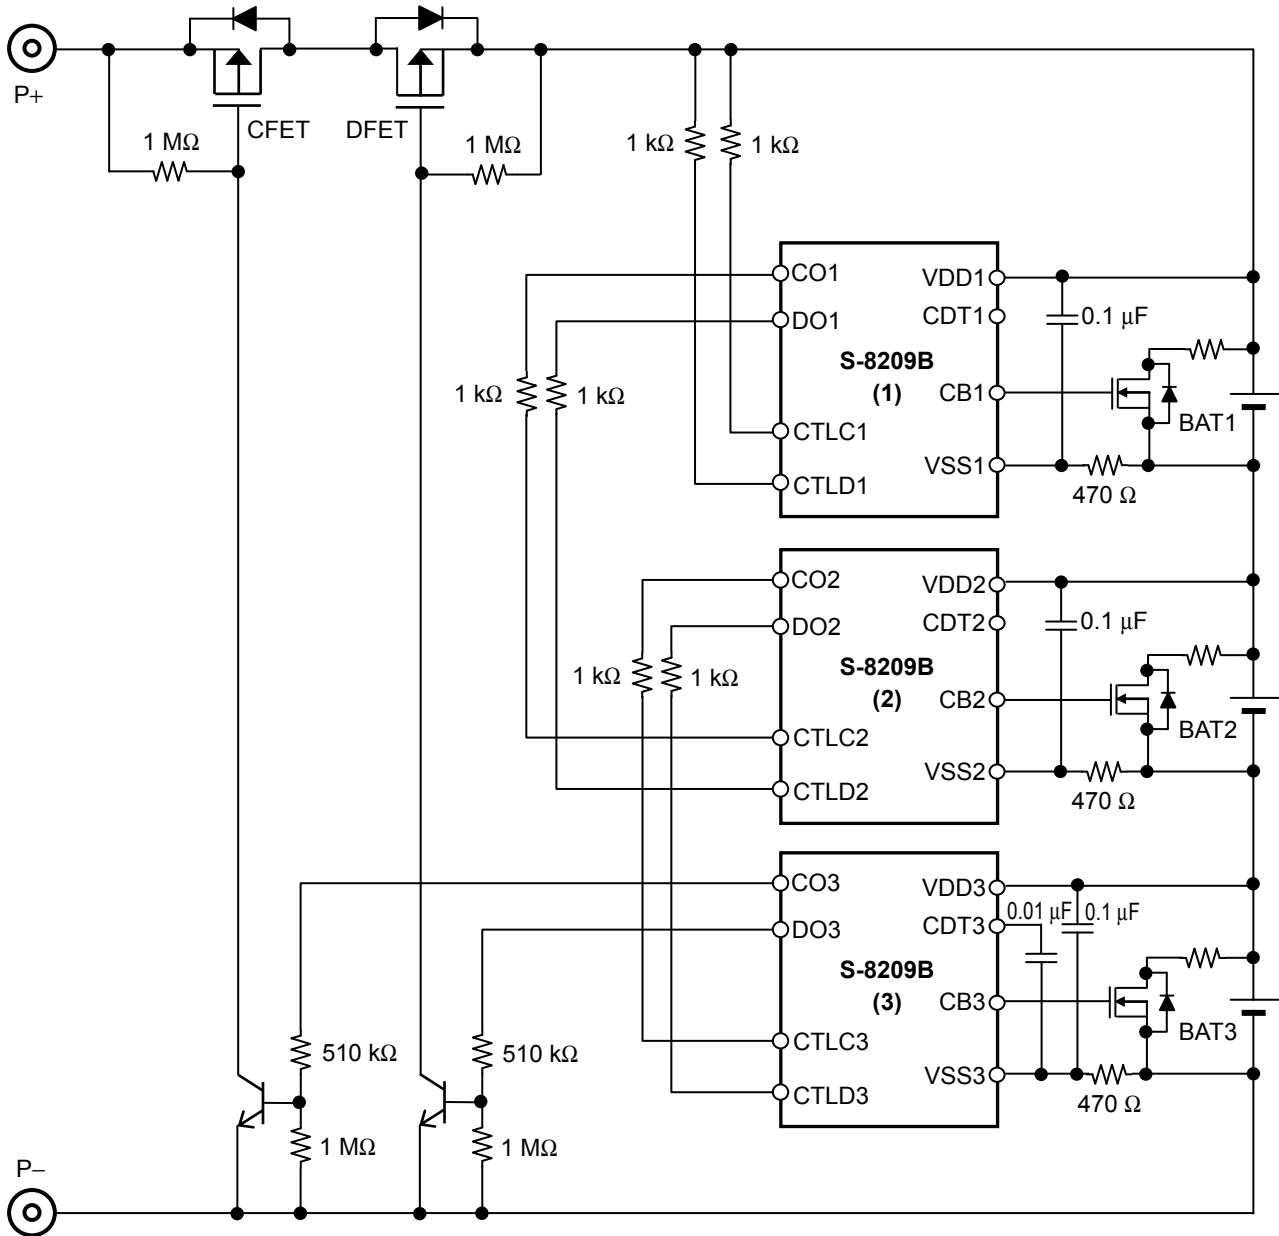 P+
CFET
DFET
1 MΩ
1 MΩ
1 kΩ
1 kΩ
CO1
DO1
VDD1
CDT1
S-8209B
(1)
CB1
CTLC1
CTLD1
VSS1
0.1 μF
BAT1
470 Ω
1 kΩ
1 kΩ
CO2
DO2
VDD2
CDT2
S-8209B
(2)
CB2
CTLC2
CTLD2
VSS2
0.1 μF
BAT2
470 Ω
1 kΩ
1 kΩ
CO3
DO3
VDD3
CDT3
S-8209B
(3)
CB3
CTLC3
CTLD3
VSS3
0.01 μF
0.1 μF
BAT3
470 Ω
510 kΩ
510 kΩ
1 MΩ
1 MΩ
P−